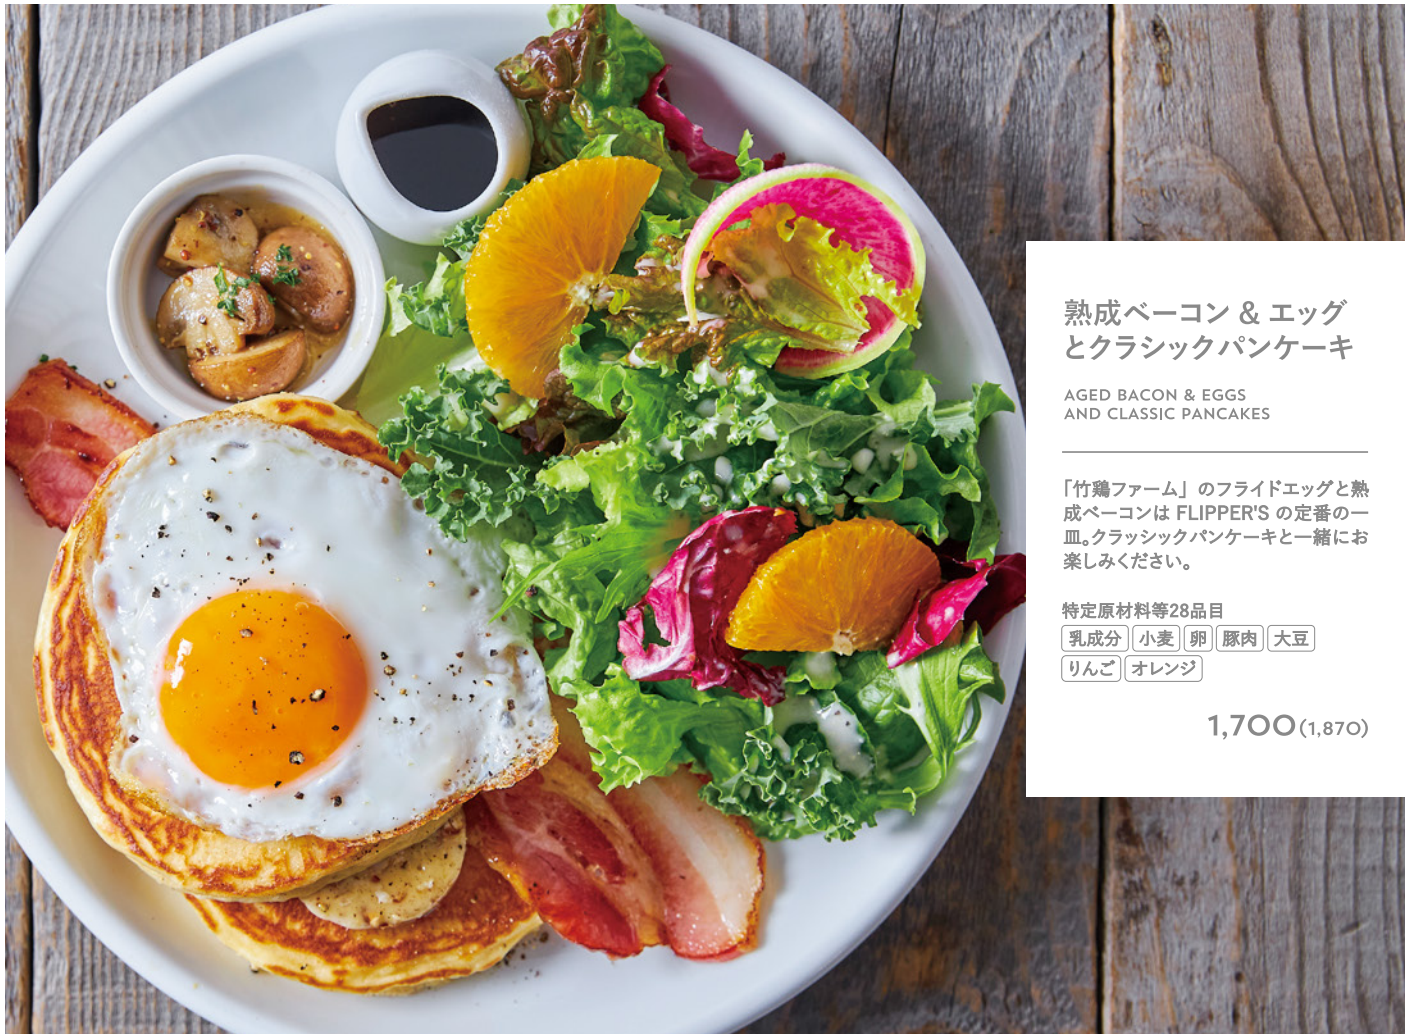 熟成ベーコン & エッグ
とクラシックパンケーキ
AGED BACON & EGGS
AND CLASSIC PANCAKES
「竹鶏ファーム」のフライドエッグと熟
成ベーコンは FLIPPER'S の定番の一
皿。クラッシックパンケーキと一緒にお
楽しみください。
特定原材料等28品目
乳成分 小麦 卵 豚肉 大豆
りんご オレンジ
1,700(1,870)